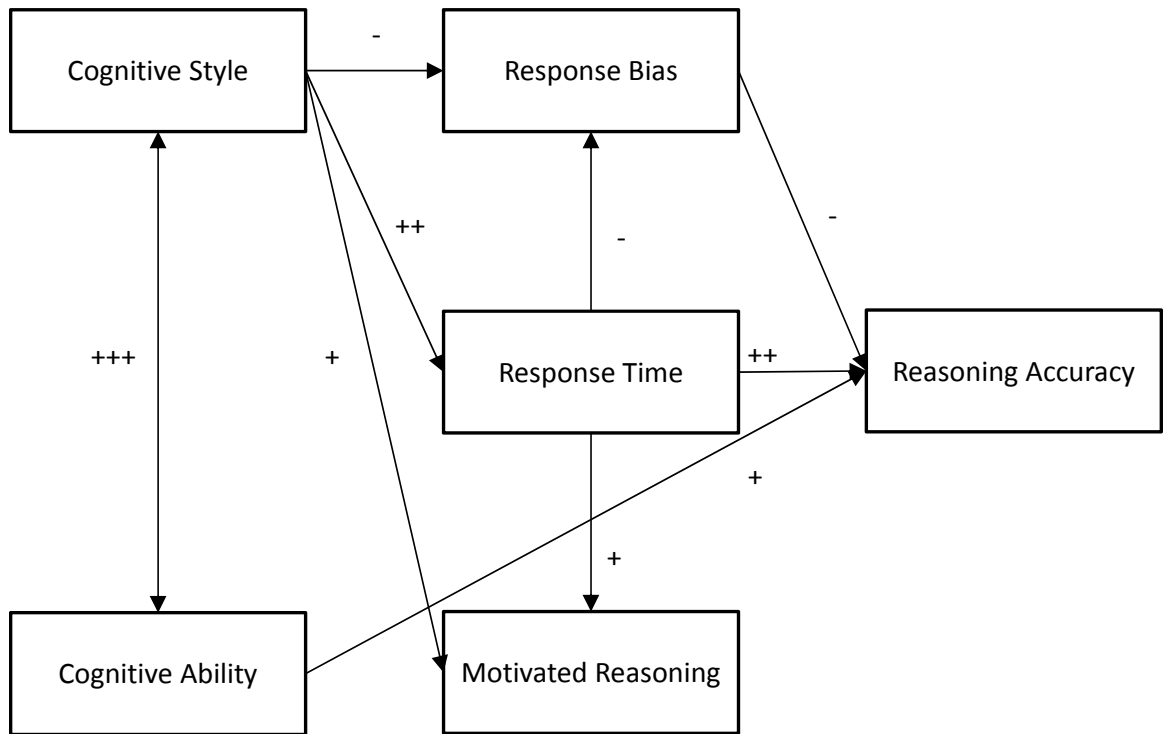 -
Cognitive Style
Response Bias
++
-
-
+++
+
++
Response Time
Reasoning Accuracy
+
+
Cognitive Ability
Motivated Reasoning